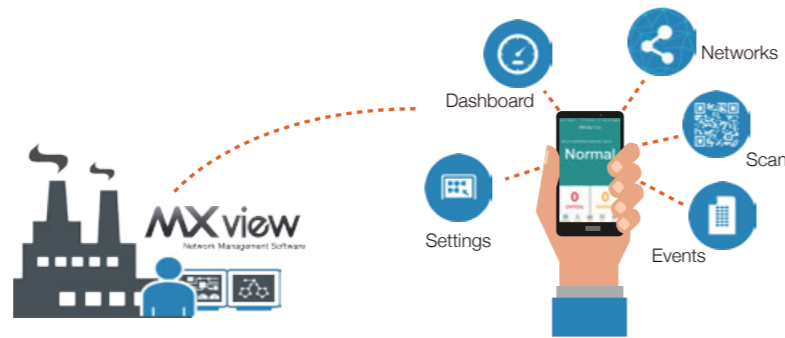 Networks
Dashboard
Scan
Normal
MXview
Network Management Software
0
0
Settings
Events